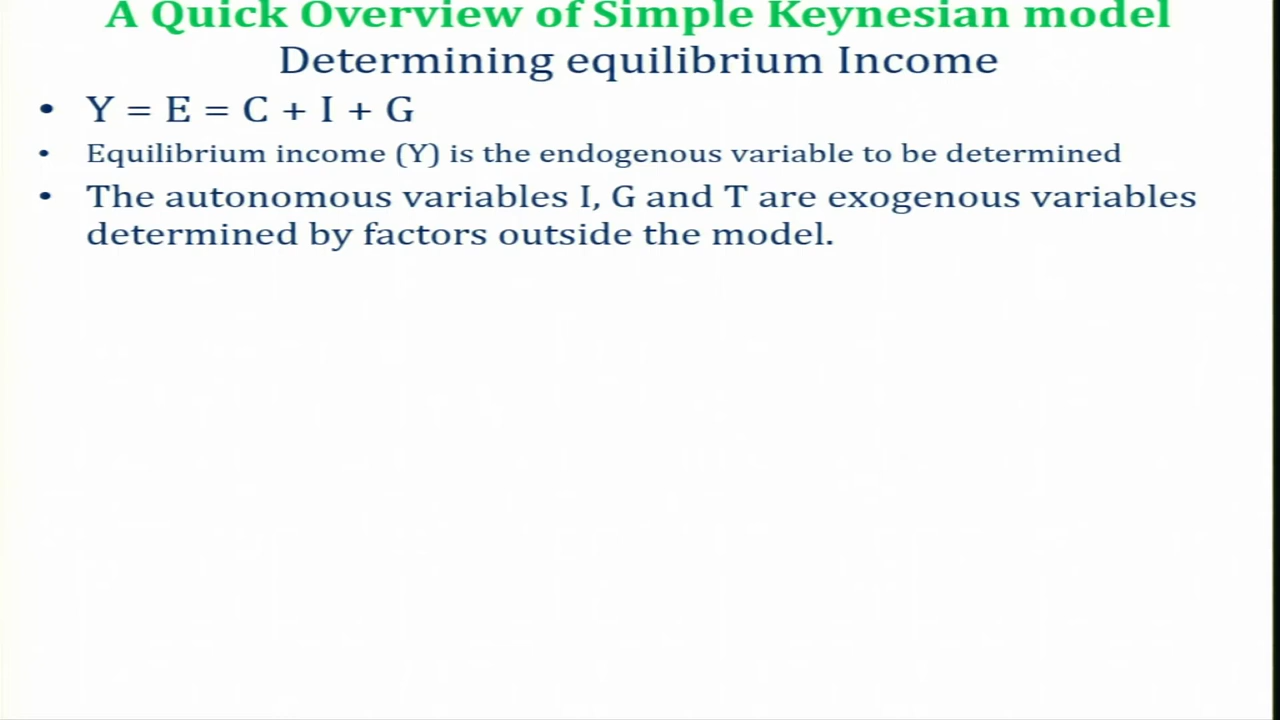 A Quick Overview of Simple Keynesian model
Determining equilibrium Income
• Y = E = C + I + G
• Equilibrium income (Y) is the endogenous variable to be determined
• The autonomous variables I, G and T are exogenous variables
determined by factors outside the model.